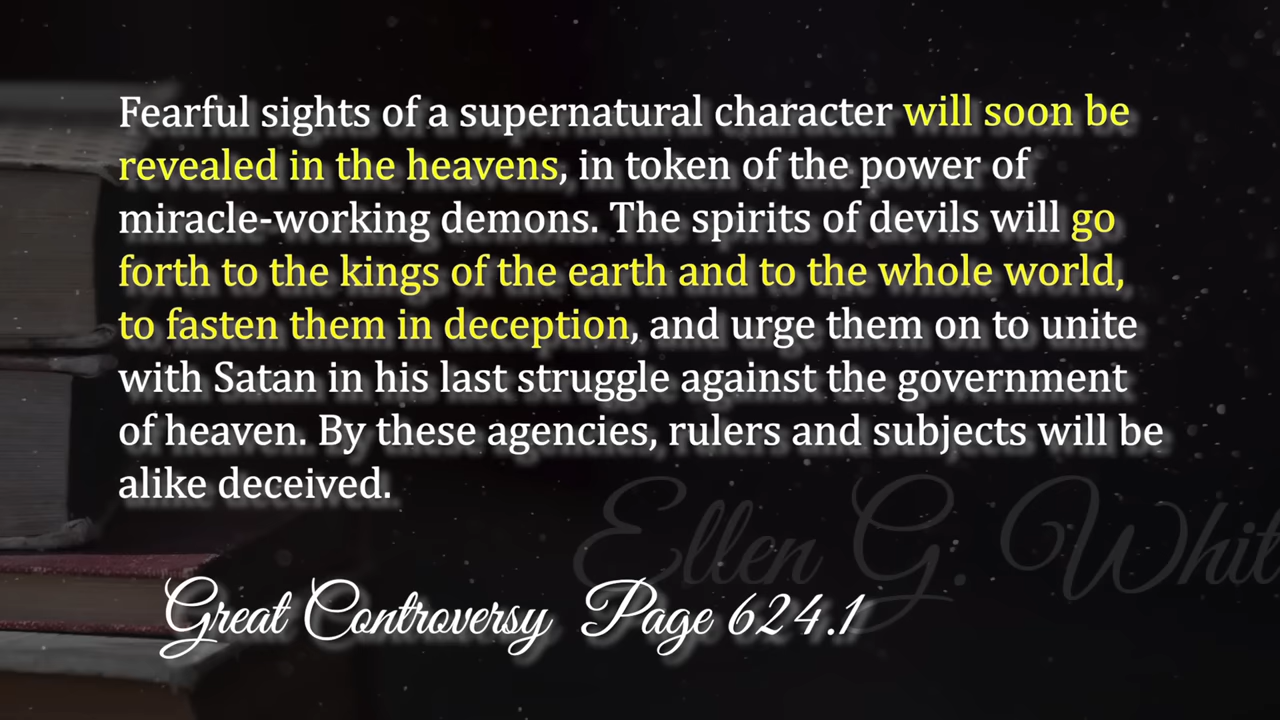 Fearful sights of a supernatural character will soon be
revealed in the heavens, in token of the power of
miracle-working demons. The spirits of devils will go
forth to the kings of the earth and to the whole world,
to fasten them in deception, and urge them on to unite
with Satan in his last struggle against the government
of heaven. By these agencies, rulers and subjects will be
alike deceived.
Ellen G. Whit
Great Controversy Page 624.1